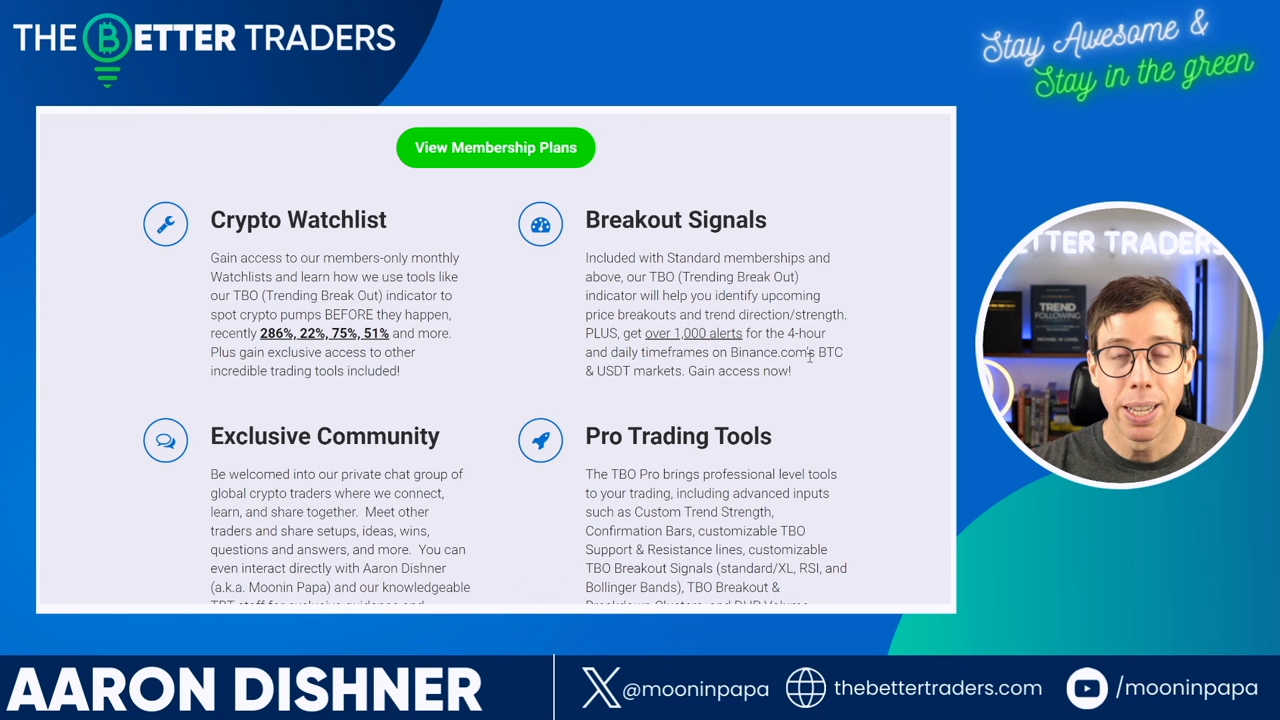 THE BETTER TRADERS
Stay Awesome &
Stay in the green
View Membership Plans
Crypto Watchlist
Gain access to our members-only monthly
Watchlists and learn how we use tools like
our TBO (Trending Break Out) indicator to
spot crypto pumps BEFORE they happen,
recently 286%, 22%, 75%, 51% and more.
Plus gain exclusive access to other
incredible trading tools included!
Breakout Signals
Included with Standard memberships and
above, our TBO (Trending Break Out)
indicator will help you identify upcoming
price breakouts and trend direction/strength.
PLUS, get over 1,000 alerts for the 4-hour
and daily timeframes on Binance.com's BTC
& USDT markets. Gain access now!
Exclusive Community
Be welcomed into our private chat group of
global crypto traders where we connect,
learn, and share together. Meet other
traders and share setups, ideas, wins,
questions and answers, and more. You can
even interact directly with Aaron Dishner
(a.k.a. Moonin Papa) and our knowledgeable
Pro Trading Tools
The TBO Pro brings professional level tools
to your trading, including advanced inputs
such as Custom Trend Strength,
Confirmation Bars, customizable TBO
Support & Resistance lines, customizable
TBO Breakout Signals (standard/XL, RSI, and
Bollinger Bands), TBO Breakout &
ETTER TRADERS
TREND
FOLLOWING
AARON DISHNER
@mooninpapa
thebettertraders.com
/mooninpapa